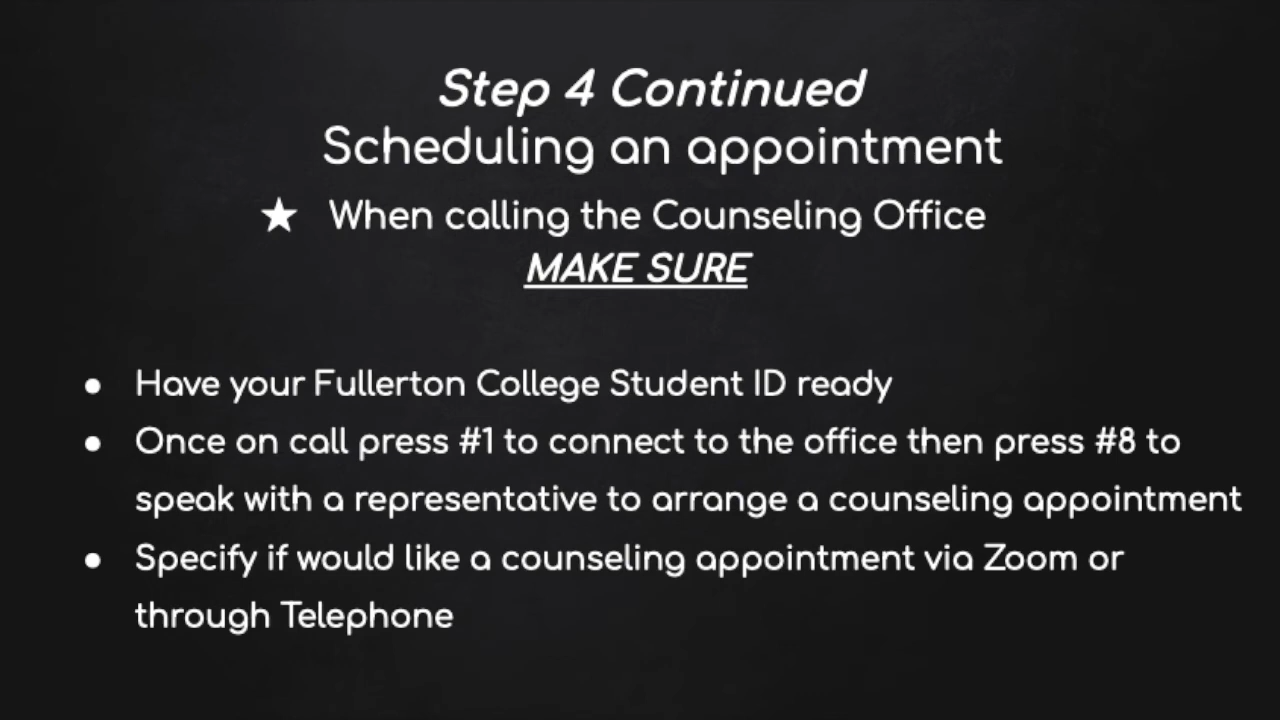 Step 4 Continued
Scheduling an appointment
★ When calling the Counseling Office
MAKE SURE
● Have your Fullerton College Student ID ready
● Once on call press #1 to connect to the office then press #8 to
speak with a representative to arrange a counseling appointment
● Specify if would like a counseling appointment via Zoom or
through Telephone